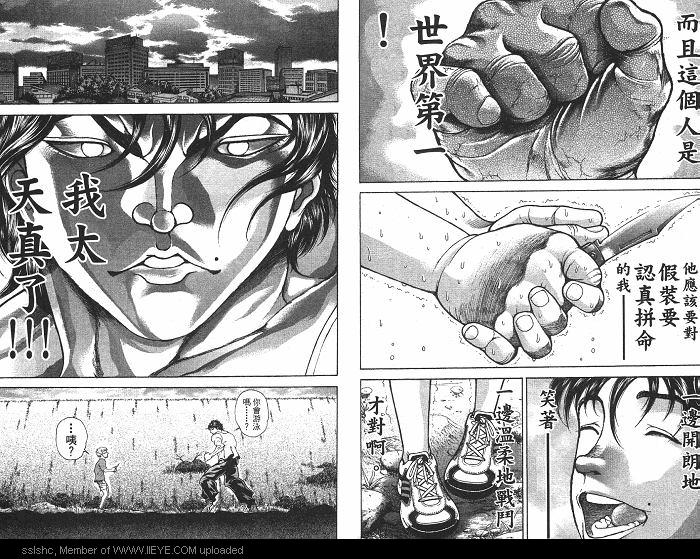 而且這個人是
世界第一
！
他應該要對
假裝要
認真拼命
的我——
一邊開朗地
笑著——
一邊溫柔地戰鬥
才對啊。
我太
天真了!!!
你會游泳
嗎……?
…咦?
sslshc, Member of WWW.IIEYE.COM uploaded